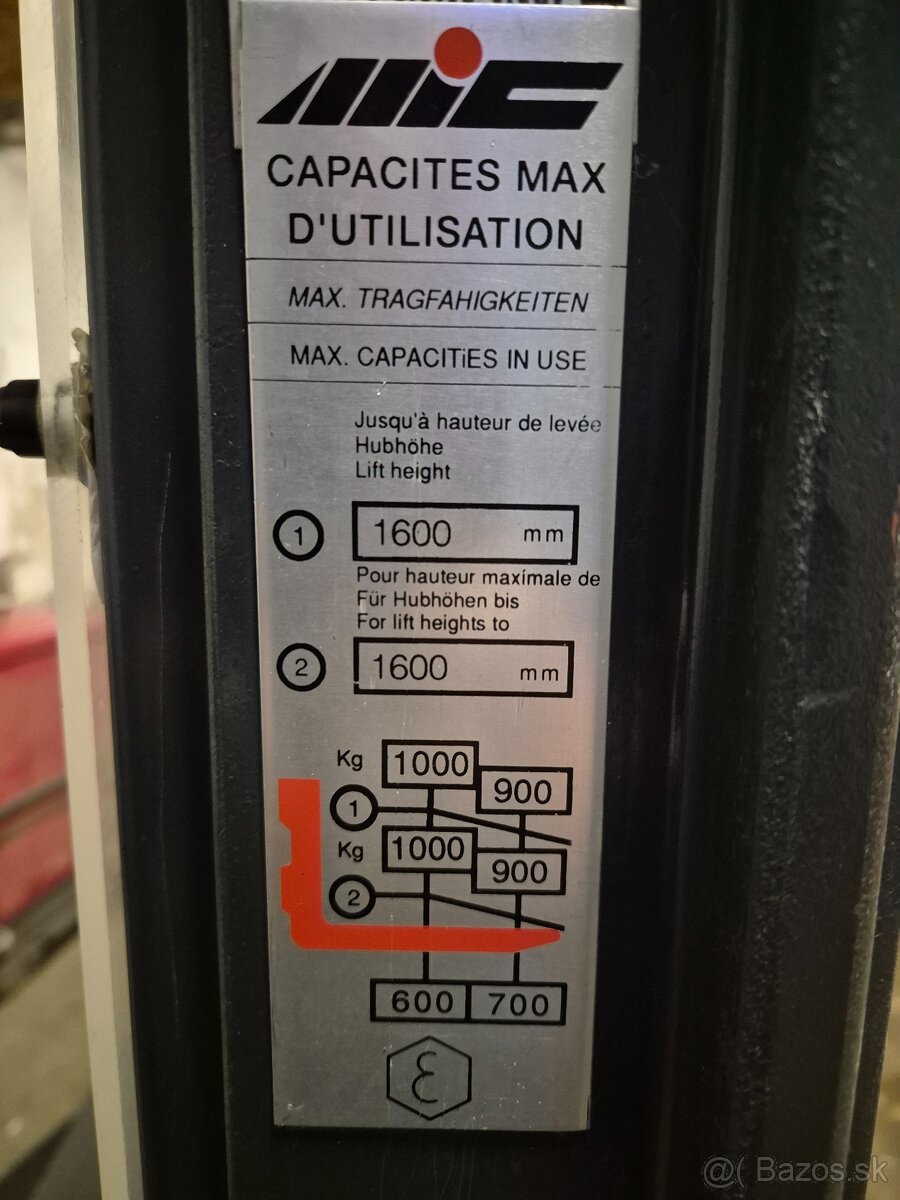 MIC
CAPACITES MAX
D'UTILISATION
MAX. TRAGFAHIGKEITEN
MAX. CAPACITiES IN USE
Jusqu'à hauteur de levée
Hubhöhe
Lift height
1 1600 mm
Pour hauteur maximale de
Für Hubhöhen bis
For lift heights to
2 1600 mm
Kg 1000 900
1
Kg 1000 900
2
600 700
ε
@( Bazos.sk